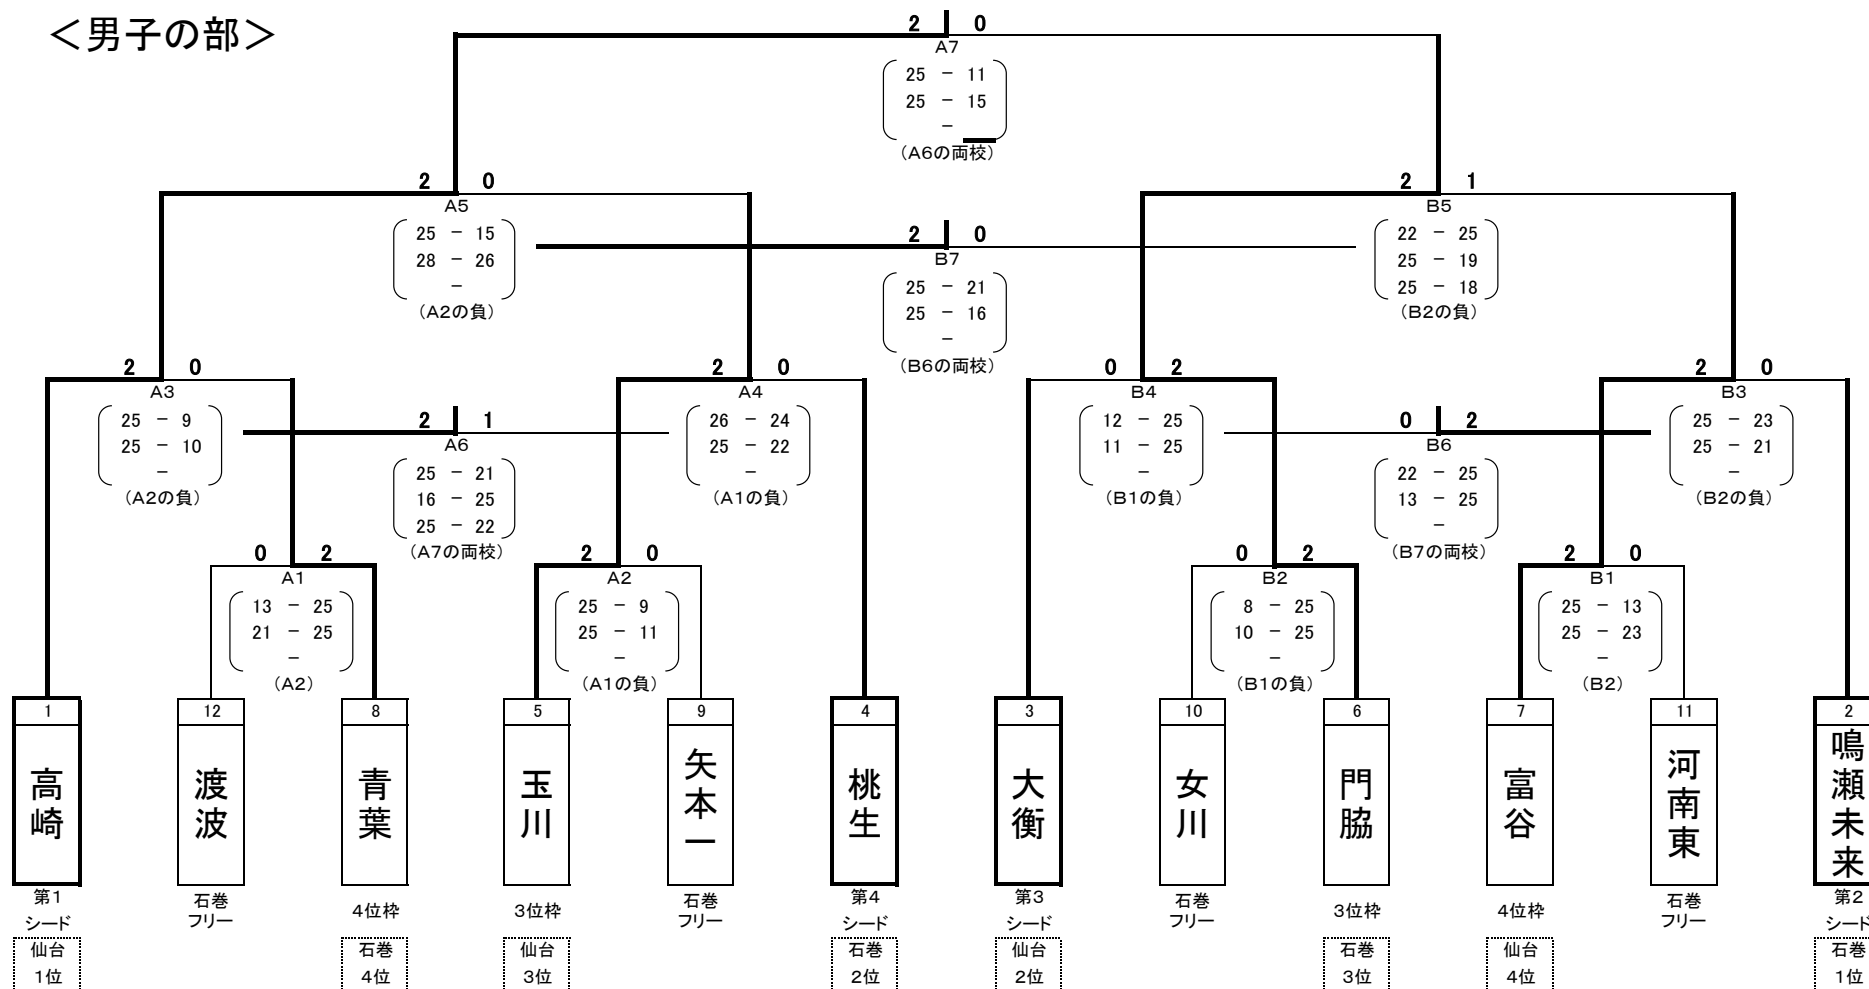 ＜男子の部＞
2 0
A7
25 － 11
25 － 15
－
（A6の両校）
2 0
A5
25 － 15
28 － 26
－
（A2の負）
2 0
B7
25 － 21
25 － 16
－
（B6の両校）
2 1
B5
22 － 25
25 － 19
25 － 18
（B2の負）
2 0
A3
25 － 9
25 － 10
－
（A2の負）
2 1
A6
25 － 21
16 － 25
25 － 22
（A7の両校）
2 0
A4
26 － 24
25 － 22
－
（A1の負）
0 2
B4
12 － 25
11 － 25
－
（B1の負）
0 2
B6
22 － 25
13 － 25
－
（B7の両校）
2 0
B3
25 － 23
25 － 21
－
（B2の負）
0 2
A1
13 － 25
21 － 25
－
（A2）
2 0
A2
25 － 9
25 － 11
－
（A1の負）
0 2
B2
8 － 25
10 － 25
－
（B1の負）
2 0
B1
25 － 13
25 － 23
－
（B2）
1
高崎
第1
シード
仙台
1位
12
渡波
石巻
フリー
8
青葉
4位枠
石巻
4位
5
玉川
3位枠
仙台
3位
9
矢本一
石巻
フリー
4
桃生
第4
シード
石巻
2位
3
大衡
第3
シード
仙台
2位
10
女川
石巻
フリー
6
門脇
3位枠
石巻
3位
7
富谷
4位枠
仙台
4位
11
河南東
石巻
フリー
2
鳴瀬未来
第2
シード
石巻
1位